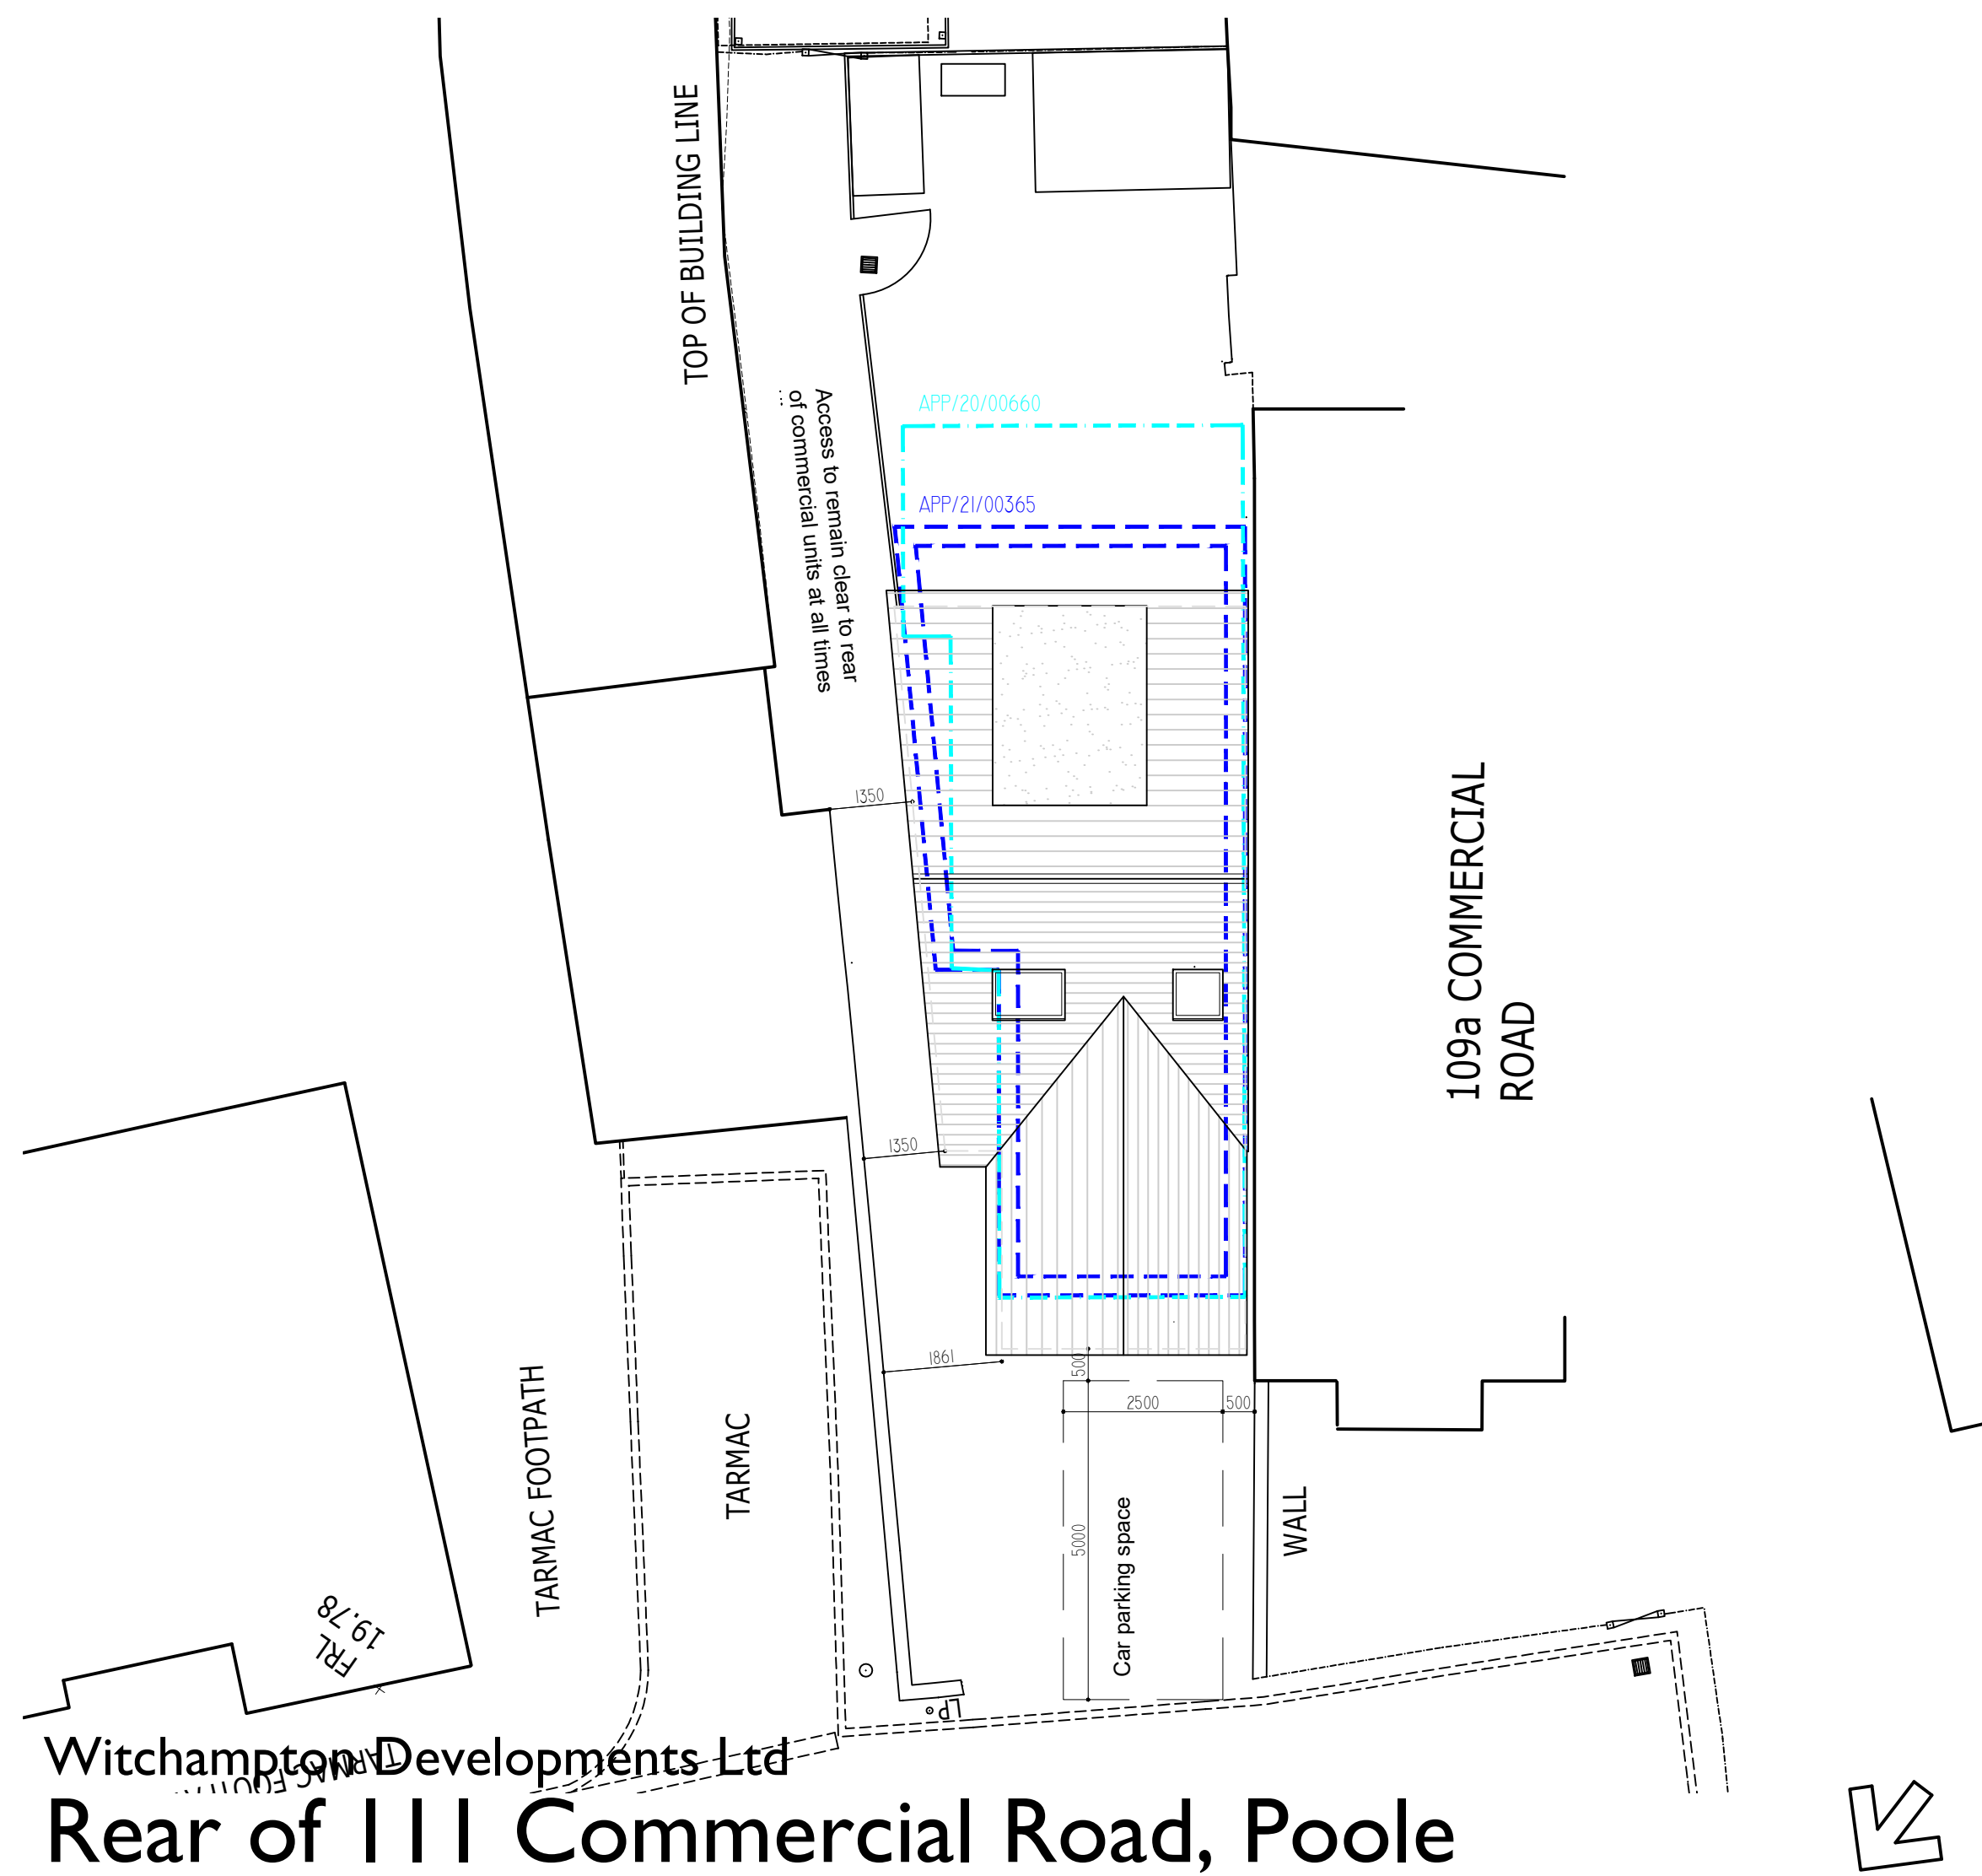 TOP OF BUILDING LINE
Access to remain clear to rear
of commercial units at all times
...
APP/20/00660
APP/21/00365
1350
109a COMMERCIAL
ROAD
1350
1861
500
2500
500
5000
Car parking space
WALL
TARMAC FOOTPATH
TARMAC
FRL
19.78
LP
Witchampton Developments Ltd
Rear of 111 Commercial Road, Poole